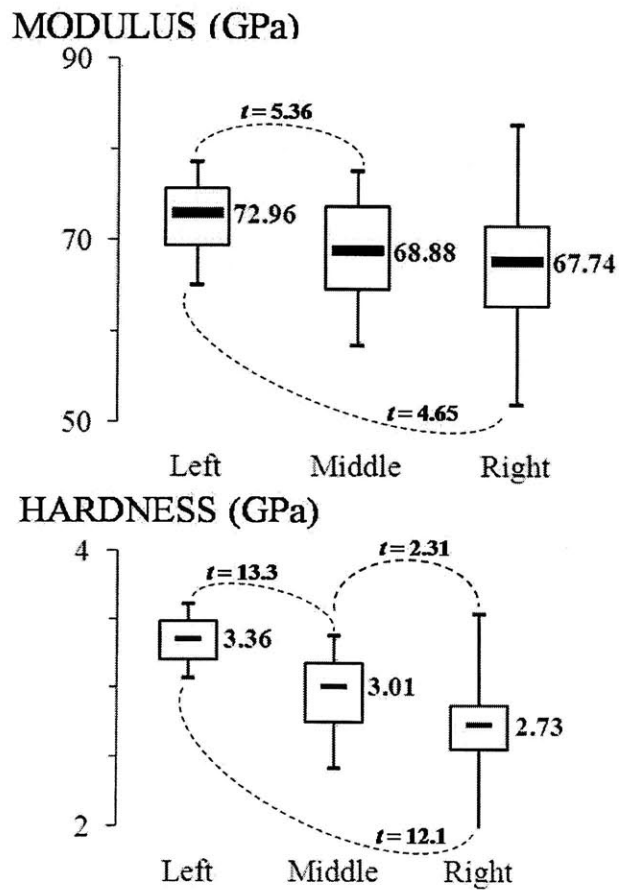 MODULUS (GPa)
90
t=5.36
72.96
70
68.88
67.74
t=4.65
50
Left Middle Right
HARDNESS (GPa)
4
t=2.31
t=13.3
3.36
3.01
2.73
2
t=12.1
Left Middle Right